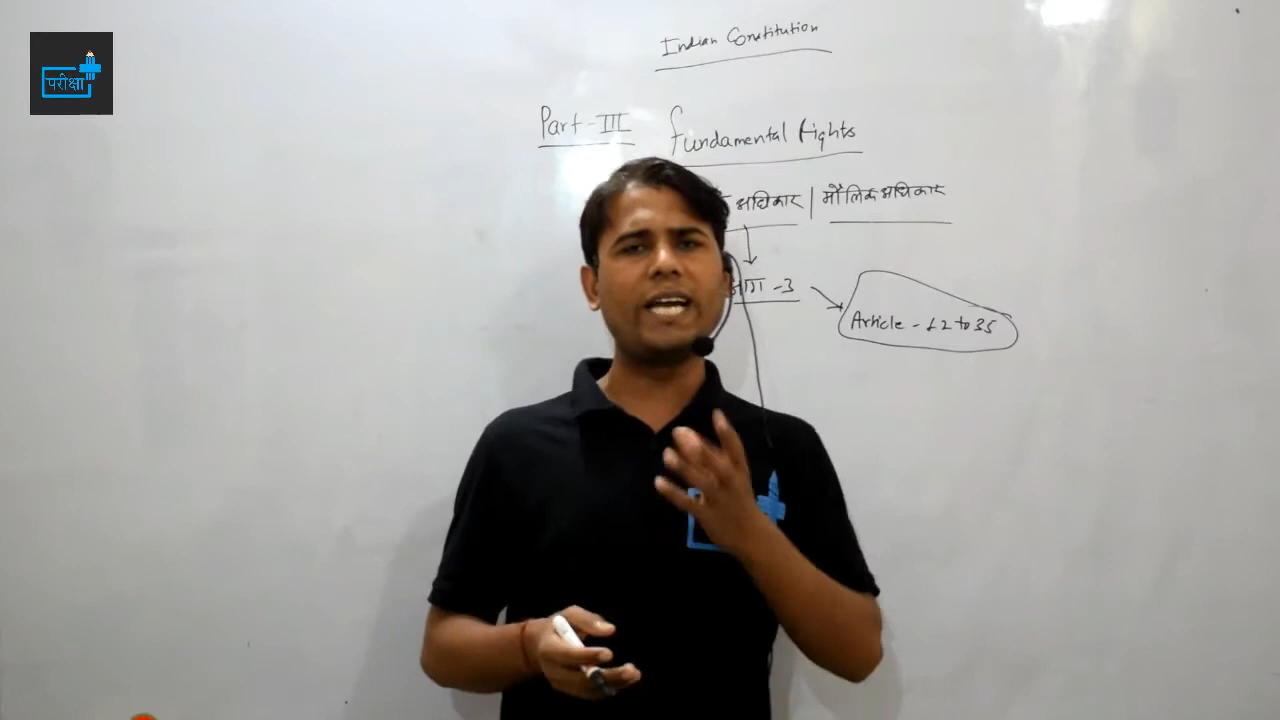 परीक्षा
Indian Constitution
Part-III Fundamental Rights
अधिकार | मौलिक अधिकार
भाग -3
Article - 12 to 35